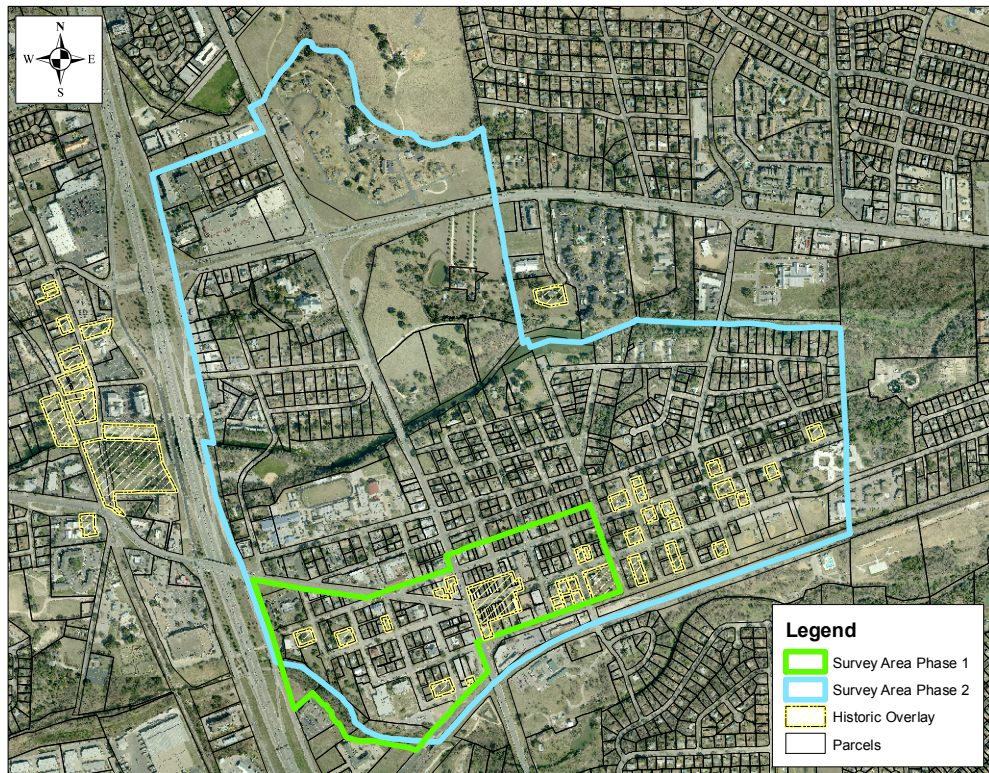 N
W E
S
Legend
Survey Area Phase 1
Survey Area Phase 2
Historic Overlay
Parcels